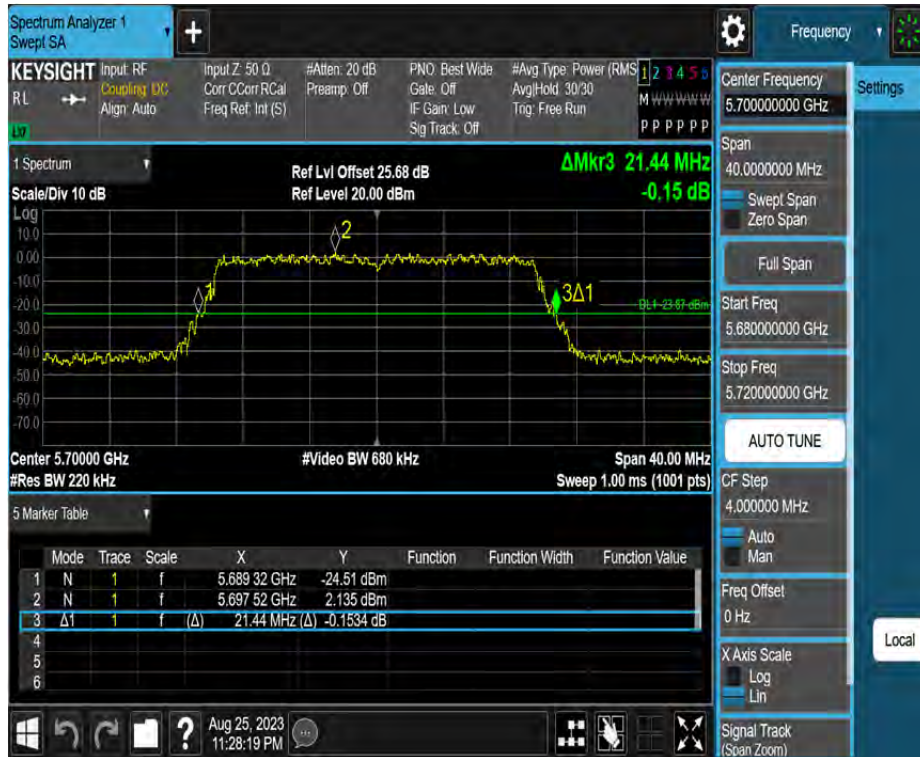 Spectrum Analyzer 1
Swept SA
Frequency
KEYSIGHT
RL
Input: RF
Coupling: DC
Align: Auto
Input Z: 50 Ω
Corr CCorr RCal
Freq Ref: Int (S)
#Atten: 20 dB
Preamp: Off
PNO: Best Wide
Gate: Off
IF Gain: Low
Sig Track: Off
#Avg Type: Power (RMS
Avg|Hold: 30/30
Trig: Free Run
1 2 3 4 5 6
M W W W W W
P P P P P P
1 Spectrum
Scale/Div 10 dB
Ref Lvl Offset 25.68 dB
Ref Level 20.00 dBm
ΔMkr3 21.44 MHz
-0.15 dB
Log
10.0
0.00
-10.0
-20.0
-30.0
-40.0
-50.0
-60.0
-70.0
1
2
3Δ1
DL1 -23.87 dBm
Center 5.70000 GHz
#Video BW 680 kHz
Span 40.00 MHz
#Res BW 220 kHz
Sweep 1.00 ms (1001 pts)
5 Marker Table
Mode Trace Scale X Y Function Function Width Function Value
1 N 1 f 5.689 32 GHz -24.51 dBm
2 N 1 f 5.697 52 GHz 2.135 dBm
3 Δ1 1 f (Δ) 21.44 MHz (Δ) -0.1534 dB
4
5
6
Aug 25, 2023
11:28:19 PM
?
Center Frequency
5.700000000 GHz
Span
40.0000000 MHz
Swept Span
Zero Span
Full Span
Start Freq
5.680000000 GHz
Stop Freq
5.720000000 GHz
AUTO TUNE
CF Step
4.000000 MHz
Auto
Man
Freq Offset
0 Hz
X Axis Scale
Log
Lin
Signal Track
(Span Zoom)
Settings
Local